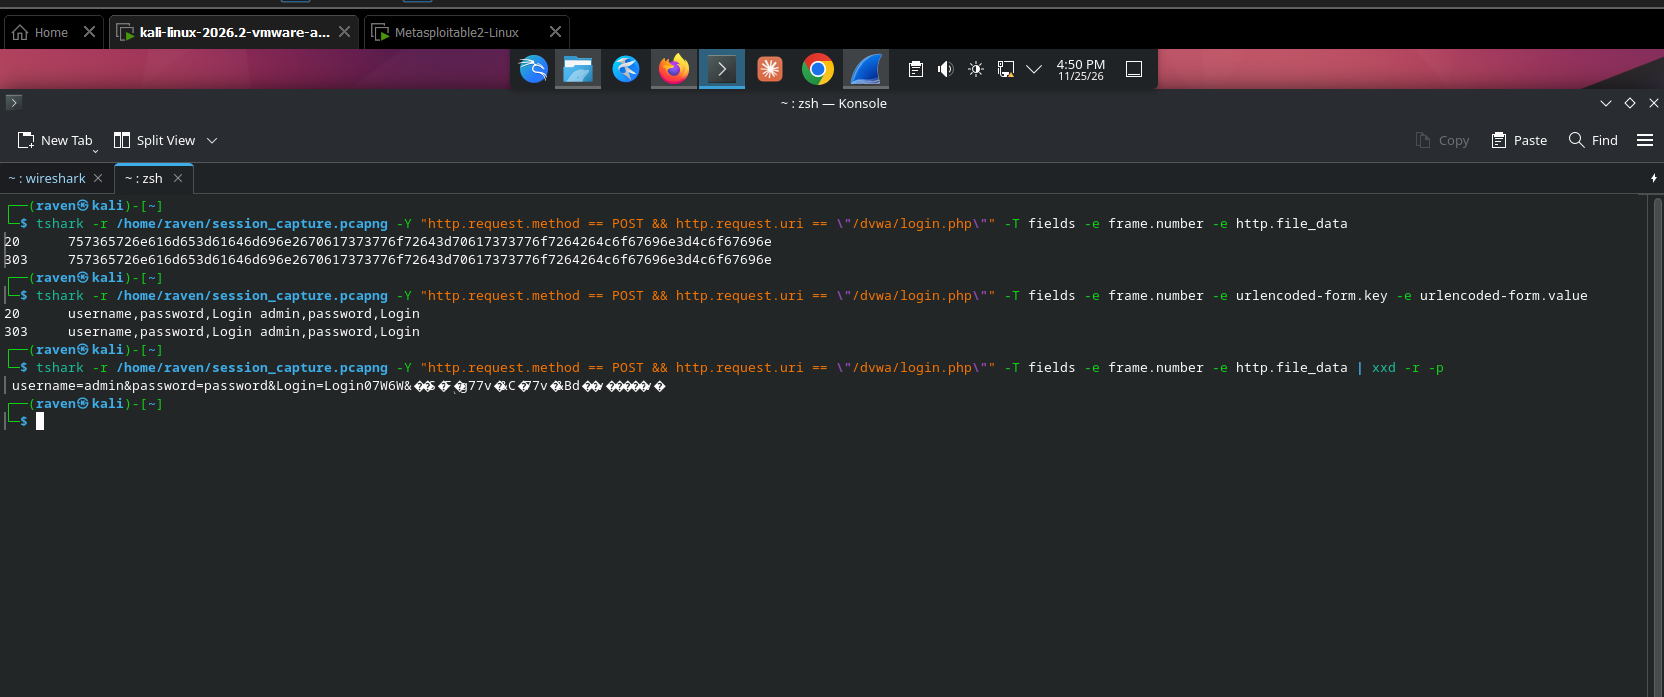 Home
kali-linux-2026.2-vmware-a...
Metasploitable2-Linux
4:50 PM
11/25/26
~ : zsh — Konsole
New Tab
Split View
Copy
Paste
Find
~ : wireshark
~ : zsh
(raven㉿kali)-[~]
$ tshark -r /home/raven/session_capture.pcapng -Y "http.request.method == POST && http.request.uri == \"/dvwa/login.php\"" -T fields -e frame.number -e http.file_data
20 757365726e616d653d61646d696e2670617373776f72643d70617373776f7264264c6f67696e3d4c6f67696e
303 757365726e616d653d61646d696e2670617373776f72643d70617373776f7264264c6f67696e3d4c6f67696e
(raven㉿kali)-[~]
$ tshark -r /home/raven/session_capture.pcapng -Y "http.request.method == POST && http.request.uri == \"/dvwa/login.php\"" -T fields -e frame.number -e urlencoded-form.key -e urlencoded-form.value
20 username,password,Login admin,password,Login
303 username,password,Login admin,password,Login
(raven㉿kali)-[~]
$ tshark -r /home/raven/session_capture.pcapng -Y "http.request.method == POST && http.request.uri == \"/dvwa/login.php\"" -T fields -e frame.number -e http.file_data | xxd -r -p
username=admin&password=password&Login=Login07W6W&
(raven㉿kali)-[~]
$